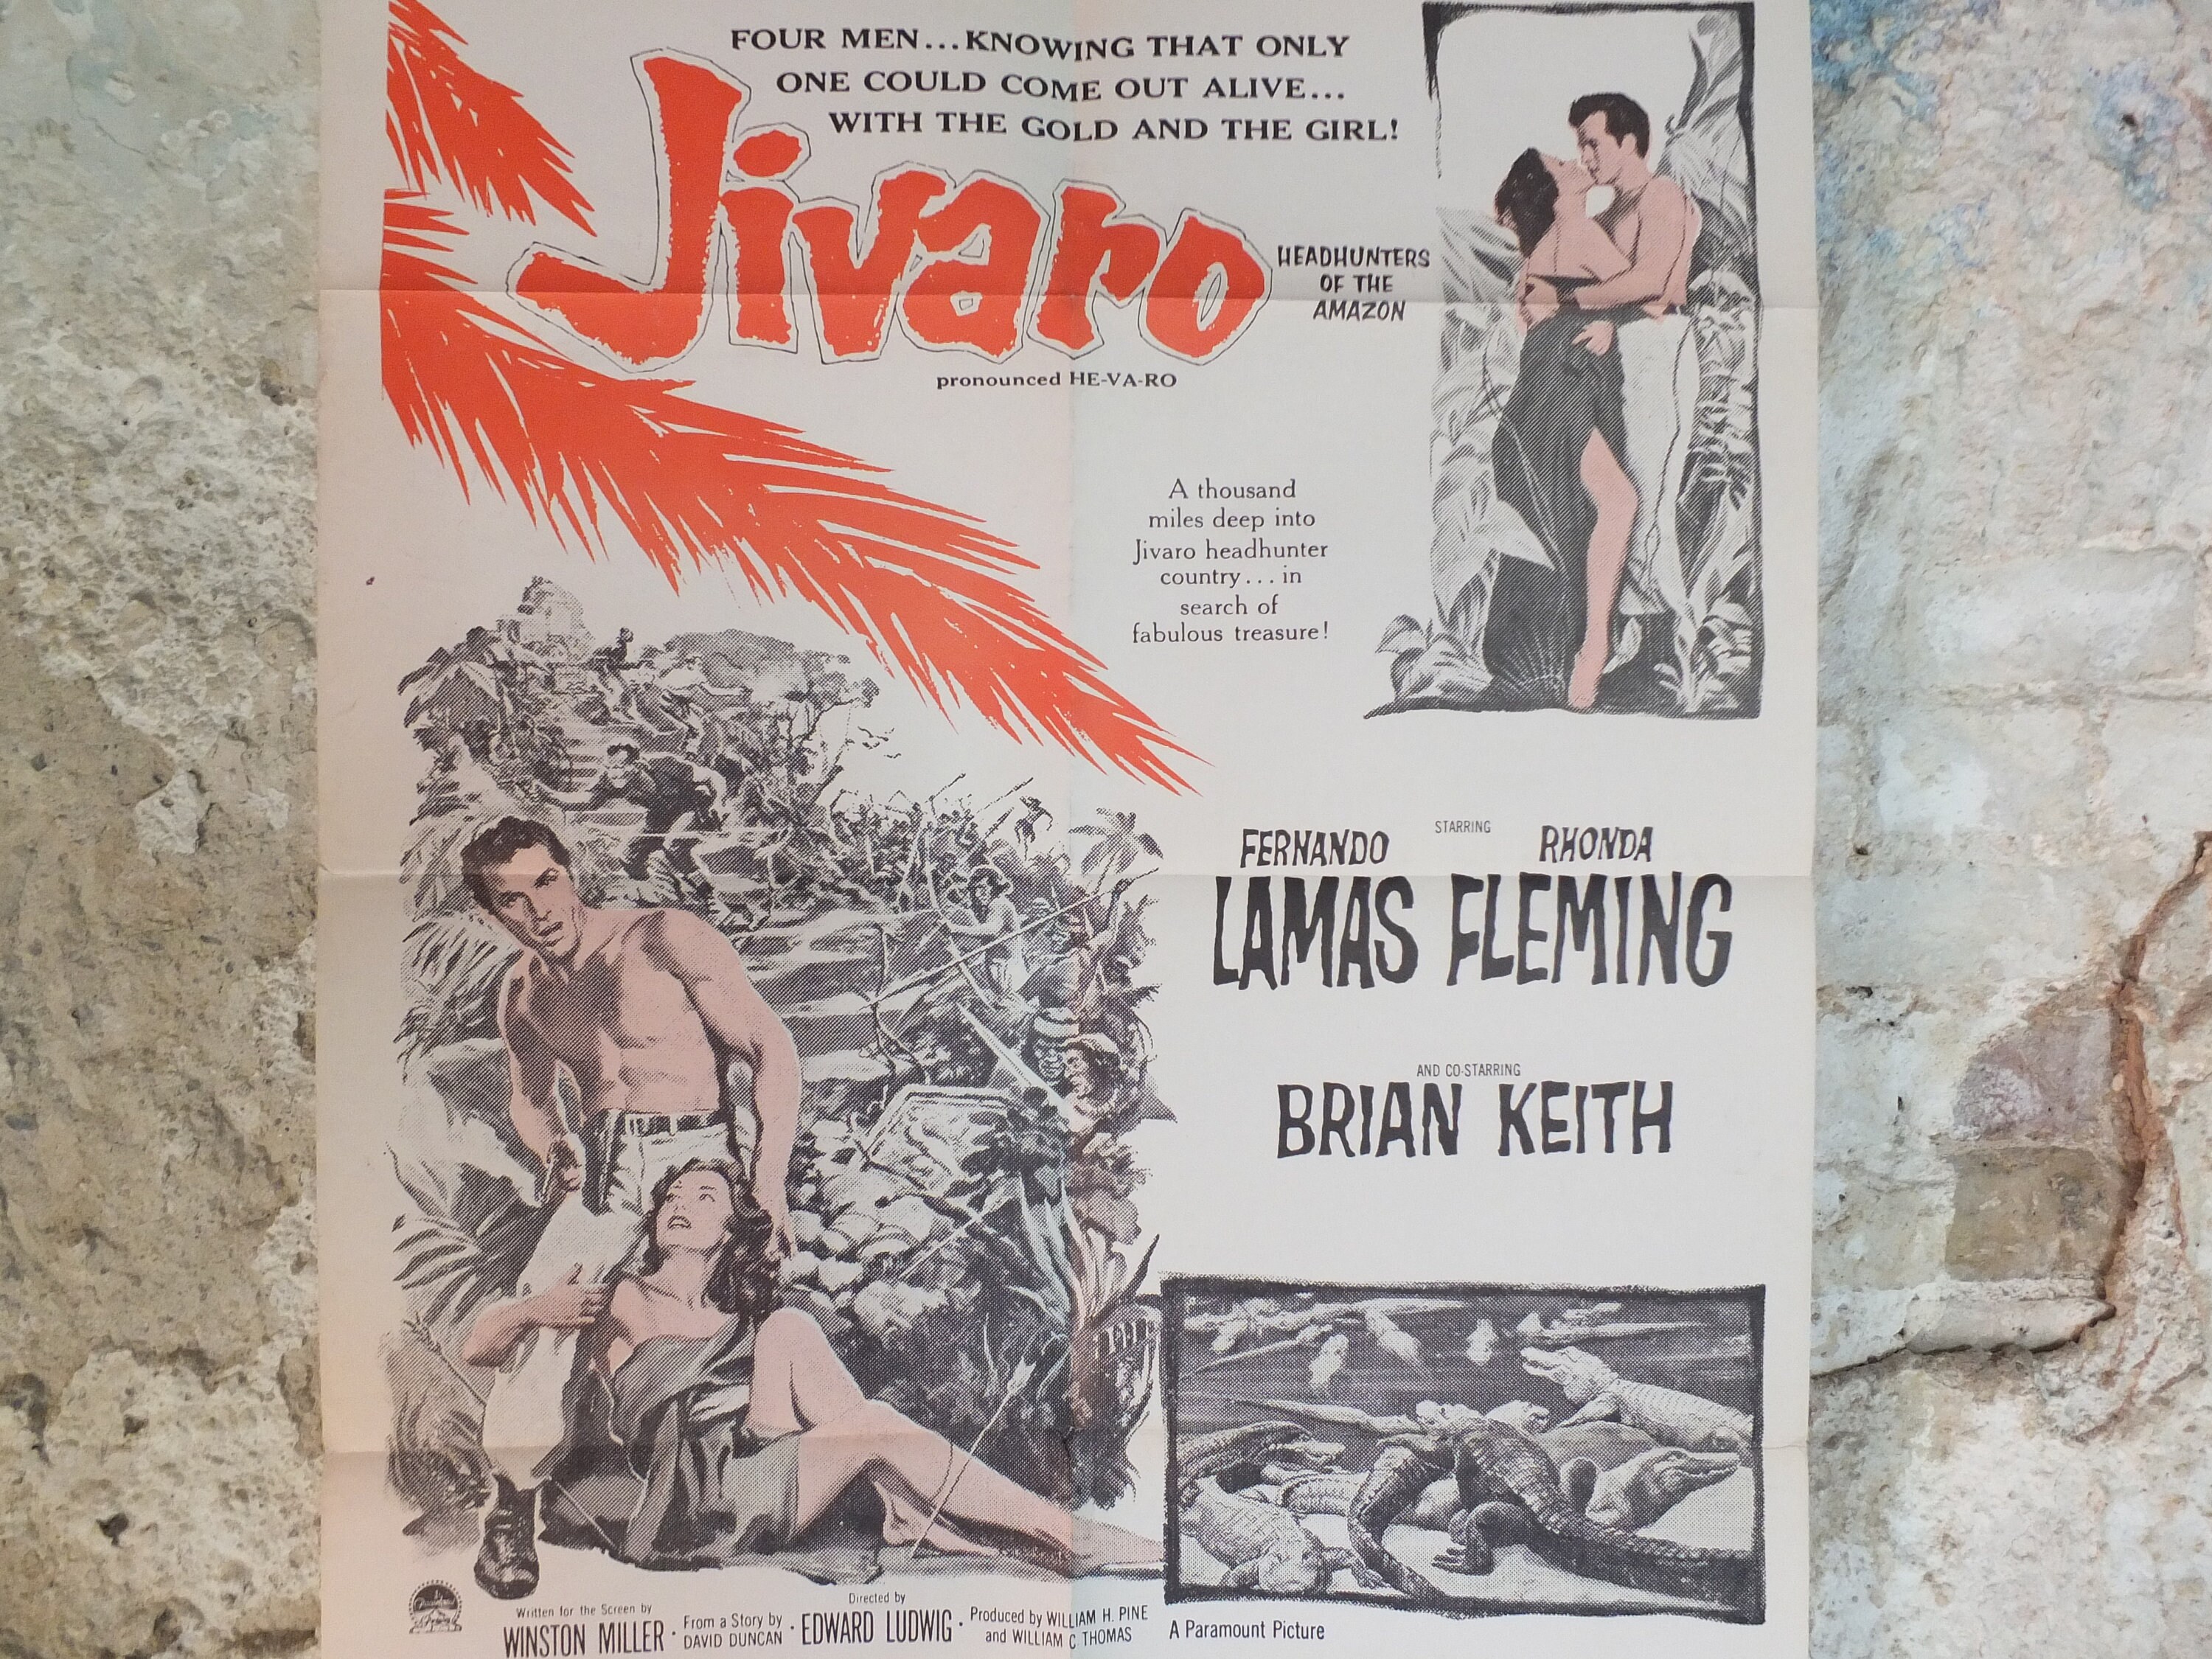 FOUR MEN...KNOWING THAT ONLY
ONE COULD COME OUT ALIVE...
WITH THE GOLD AND THE GIRL!
Jivaro
HEADHUNTERS
OF THE
AMAZON
pronounced HE-VA-RO
A thousand
miles deep into
Jivaro headhunter
country... in
search of
fabulous treasure!
STARRING
FERNANDO RHONDA
LAMAS FLEMING
AND CO-STARRING
BRIAN KEITH
Written for the Screen by
WINSTON MILLER ·
From a Story by
DAVID DUNCAN ·
Directed by
EDWARD LUDWIG ·
Produced by WILLIAM H. PINE
and WILLIAM C THOMAS
A Paramount Picture